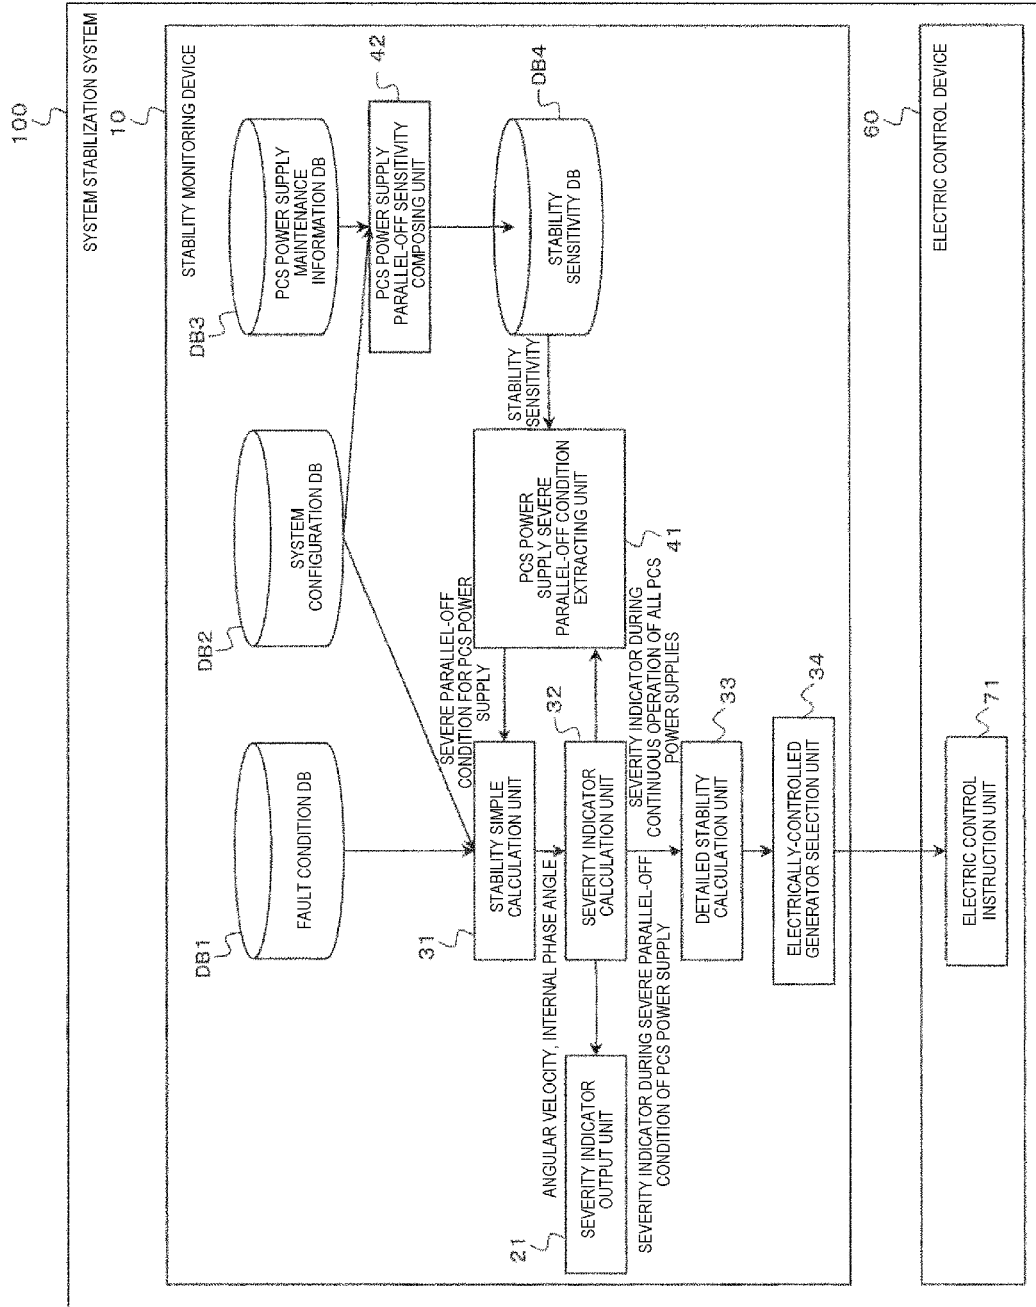 100
SYSTEM STABILIZATION SYSTEM
10
STABILITY MONITORING DEVICE
DB1
FAULT CONDITION DB
DB2
SYSTEM
CONFIGURATION DB
DB3
PCS POWER SUPPLY
MAINTENANCE
INFORMATION DB
42
PCS POWER SUPPLY
PARALLEL-OFF SENSITIVITY
COMPOSING UNIT
DB4
STABILITY
SENSITIVITY DB
STABILITY
SENSITIVITY
PCS POWER
SUPPLY SEVERE
PARALLEL-OFF CONDITION
EXTRACTING UNIT
41
SEVERE PARALLEL-OFF
CONDITION FOR PCS POWER
SUPPLY
31
STABILITY SIMPLE
CALCULATION UNIT
ANGULAR VELOCITY, INTERNAL PHASE ANGLE
32
SEVERITY INDICATOR
CALCULATION UNIT
SEVERITY INDICATOR DURING
CONTINUOUS OPERATION OF ALL PCS
POWER SUPPLIES
21
SEVERITY INDICATOR
OUTPUT UNIT
SEVERITY INDICATOR DURING SEVERE PARALLEL-OFF
CONDITION OF PCS POWER SUPPLY
33
DETAILED STABILITY
CALCULATION UNIT
34
ELECTRICALLY-CONTROLLED
GENERATOR SELECTION UNIT
60
ELECTRIC CONTROL DEVICE
71
ELECTRIC CONTROL
INSTRUCTION UNIT